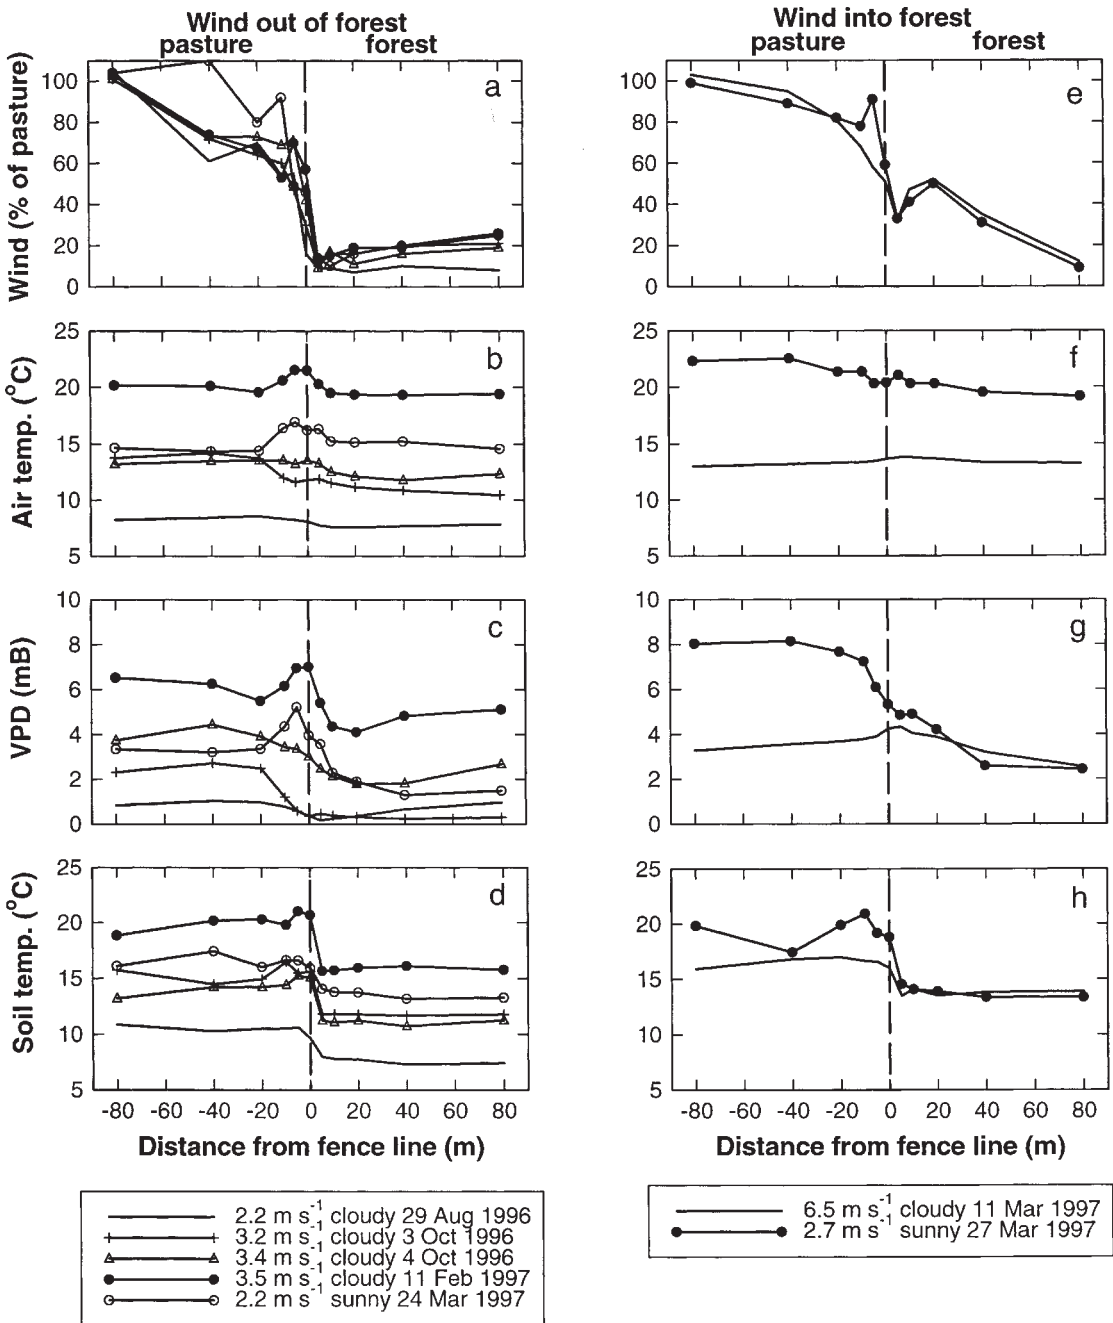 Wind out of forest
pasture forest
Wind into forest
pasture forest
Wind (% of pasture)
100
80
60
40
20
0
a
100
80
60
40
20
0
e
Air temp. (°C)
25
20
15
10
5
b
25
20
15
10
5
f
VPD (mB)
10
8
6
4
2
0
c
10
8
6
4
2
0
g
Soil temp. (°C)
25
20
15
10
5
d
25
20
15
10
5
h
-80 -60 -40 -20 0 20 40 60 80
-80 -60 -40 -20 0 20 40 60 80
Distance from fence line (m)
Distance from fence line (m)
2.2 m s⁻¹ cloudy 29 Aug 1996
3.2 m s⁻¹ cloudy 3 Oct 1996
3.4 m s⁻¹ cloudy 4 Oct 1996
3.5 m s⁻¹ cloudy 11 Feb 1997
2.2 m s⁻¹ sunny 24 Mar 1997
6.5 m s⁻¹ cloudy 11 Mar 1997
2.7 m s⁻¹ sunny 27 Mar 1997